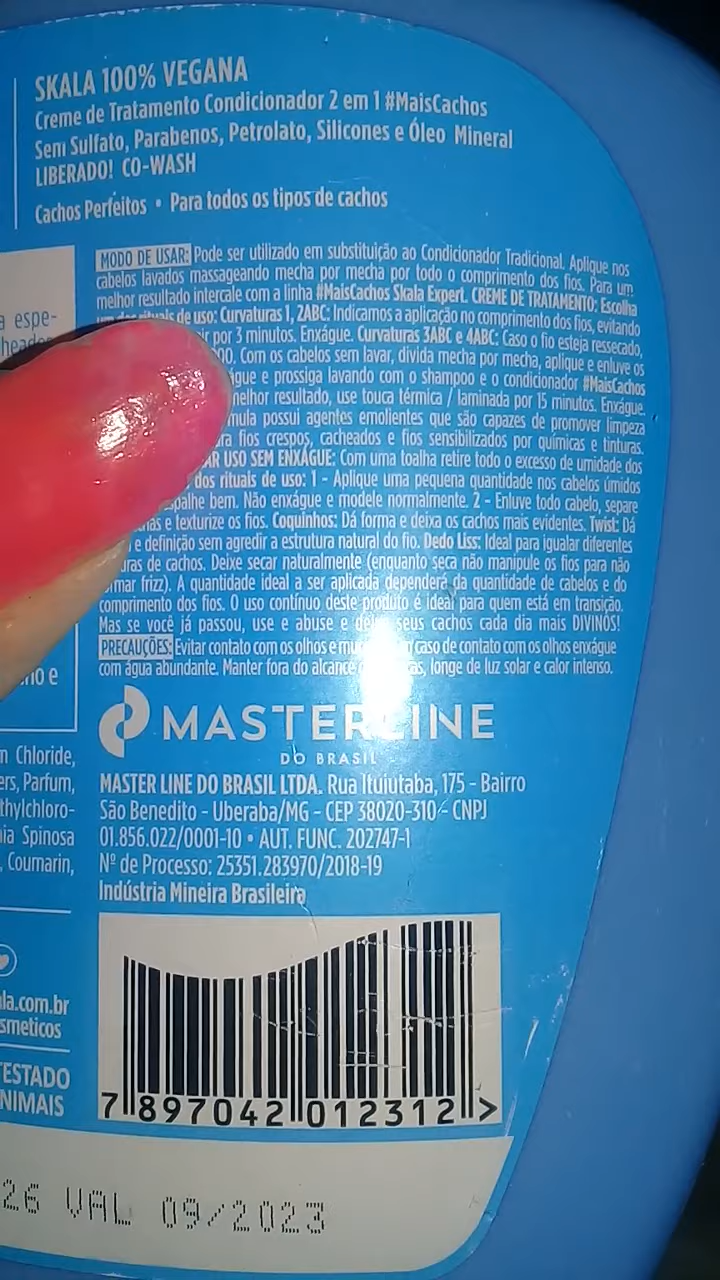 SKALA 100% VEGANA
Creme de Tratamento Condicionador 2 em 1 #MaisCachos
Sem Sulfato, Parabenos, Petrolato, Silicones e Óleo Mineral
LIBERADO! CO-WASH
Cachos Perfeitos • Para todos os tipos de cachos
MODO DE USAR: Pode ser utilizado em substituição ao Condicionador Tradicional. Aplique nos
cabelos lavados massageando mecha por mecha por todo o comprimento dos fios. Para um
melhor resultado intercale com a linha #MaisCachos Skala Expert. CREME DE TRATAMENTO: Escolha
um dos rituais de uso: Curvaturas 1, 2ABC: Indicamos a aplicação no comprimento dos fios, evitando
por 3 minutos. Enxágue. Curvaturas 3ABC e 4ABC: Caso o fio esteja ressecado,
Com os cabelos sem lavar, divida mecha por mecha, aplique e enluve os
gue e prossiga lavando com o shampoo e o condicionador #MaisCachos
melhor resultado, use touca térmica / laminada por 15 minutos. Enxágue.
mula possui agentes emolientes que são capazes de promover limpeza
ra fios crespos, cacheados e fios sensibilizados por químicas e tinturas.
AR USO SEM ENXÁGUE: Com uma toalha retire todo o excesso de umidade dos
dos rituais de uso: 1 - Aplique uma pequena quantidade nos cabelos úmidos
palhe bem. Não enxágue e modele normalmente. 2 - Enluve todo cabelo, separe
has e texturize os fios. Coquinhos: Dá forma e deixa os cachos mais evidentes. Twist: Dá
e definição sem agredir a estrutura natural do fio. Dedo Liss: Ideal para igualar diferentes
uras de cachos. Deixe secar naturalmente (enquanto seca não manipule os fios para não
rmar frizz). A quantidade ideal a ser aplicada dependerá da quantidade de cabelos e do
comprimento dos fios. O uso contínuo deste produto é ideal para quem está em transição.
Mas se você já passou, use e abuse e seus cachos cada dia mais DIVINOS!
PRECAUÇÕES: Evitar contato com os olhos e caso de contato com os olhos enxágue
com água abundante. Manter fora do alcance longe de luz solar e calor intenso.
MASTERLINE
DO BRASIL
MASTER LINE DO BRASIL LTDA. Rua Ituiutaba, 175 - Bairro
São Benedito - Uberaba/MG - CEP 38020-310 - CNPJ
01.856.022/0001-10 • AUT. FUNC. 202747-1
Nº de Processo: 25351.283970/2018-19
Indústria Mineira Brasileira
7 897042 012312 >
a espe-
n Chloride,
ers, Parfum,
thylchloro-
ia Spinosa
, Coumarin,
la.com.br
smeticos
TESTADO
NIMAIS
26 VAL 09/2023